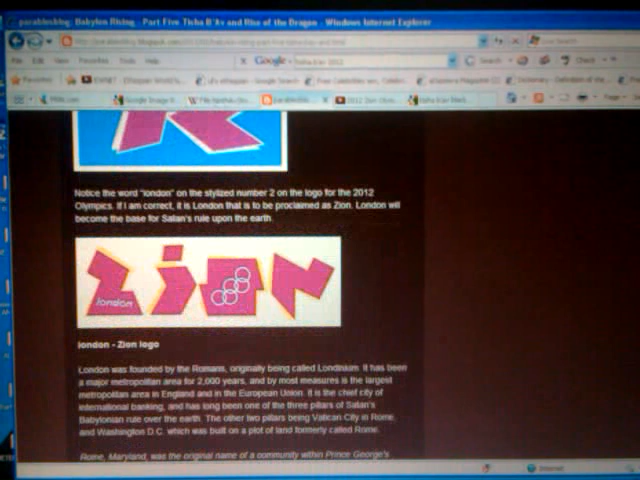 parablesblog: Babylon Rising - Part Five Ticha B'Av and Rise of the Dragon - Windows Internet Explorer
File Edit View Favorites Tools Help
Google
Search
Check
Favorites
Notice the word "london" on the stylized number 2 on the logo for the 2012
Olympics. If I am correct, it is London that is to be proclaimed as Zion. London will
become the base for Satan's rule upon the earth.
london
london - Zion logo
London was founded by the Romans, originally being called Londinium. It has been
a major metropolitan area for 2,000 years, and by most measures is the largest
metropolitan area in England and in the European Union. It is the chief city of
international banking, and has long been one of the three pillars of Satan's
Babylonian rule over the earth. The other two pillars being Vatican City in Rome,
and Washington D.C. which was built on a plot of land formerly called Rome.
Rome, Maryland, was the original name of a community within Prince George's
Internet